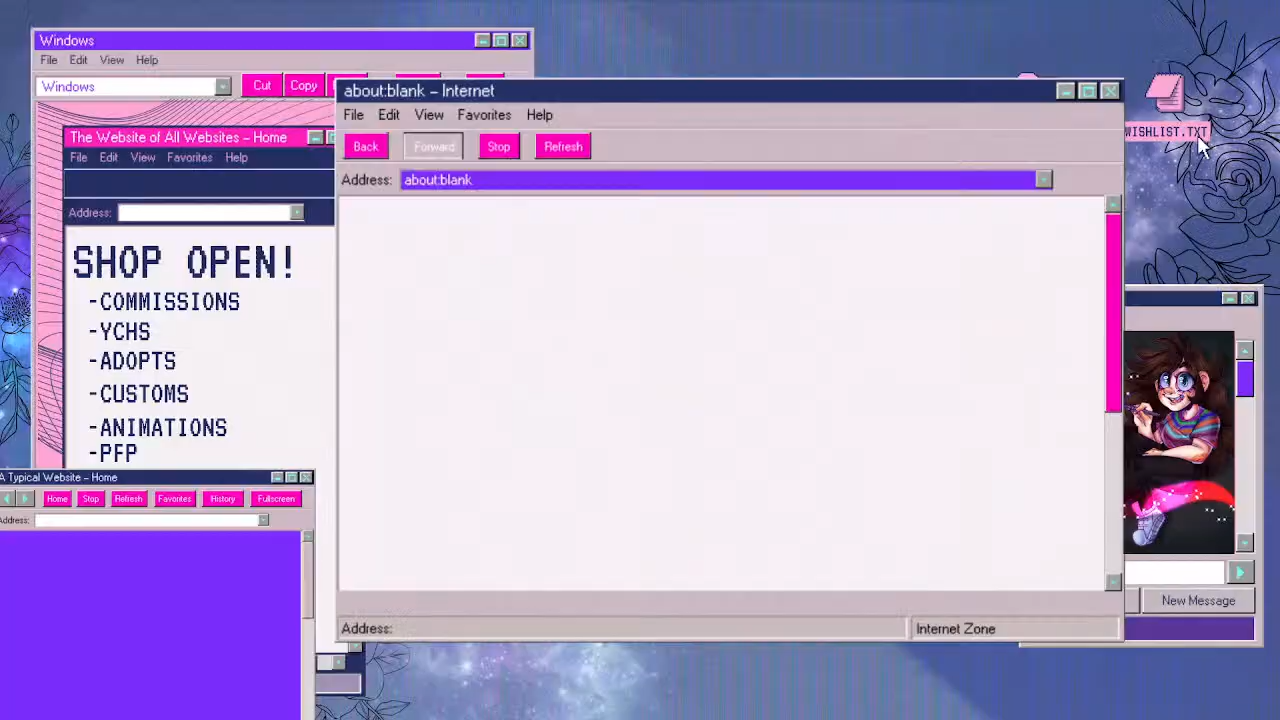 Windows
File Edit View Help
Windows
Cut Copy
The Website of All Websites – Home
File Edit View Favorites Help
Address:
SHOP OPEN!
-COMMISSIONS
-YCHS
-ADOPTS
-CUSTOMS
-ANIMATIONS
-PFP
A Typical Website – Home
Home Stop Refresh Favorites History Fullscreen
Address:
about:blank – Internet
File Edit View Favorites Help
Back Forward Stop Refresh
Address: about:blank
Address: Internet Zone
WISHLIST.TXT
New Message